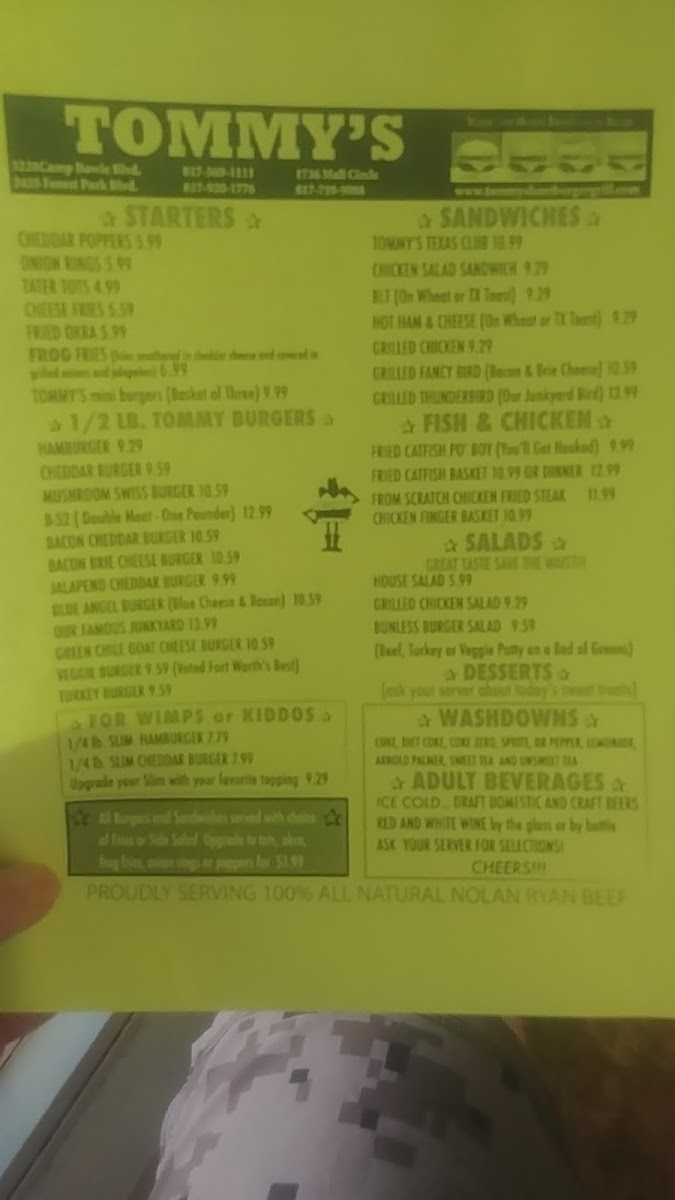 TOMMY'S
Camp Bowie Blvd. 1736 Mall Circle
Forest Park Blvd. 817-920-1776
www.tommyshamburgergrill.com
STARTERS
CHEDDAR POPPERS 5.99
ONION RINGS 5.99
TATER TOTS 4.99
CHEESE FRIES 5.59
FRIED OKRA 5.99
FROG FRIES (fries smothered in cheddar cheese and covered in
grilled onions and jalapeños) 6.99
TOMMY'S mini burgers (Basket of Three) 9.99
1/2 LB. TOMMY BURGERS
HAMBURGER 9.29
CHEDDAR BURGER 9.59
MUSHROOM SWISS BURGER 10.59
B-52 ( Double Meat - One Pounder) 12.99
BACON CHEDDAR BURGER 10.59
BACON BRIE CHEESE BURGER 10.59
JALAPENO CHEDDAR BURGER 9.99
BLUE ANGEL BURGER (Blue Cheese & Bacon) 10.59
OUR FAMOUS JUNKYARD 13.99
GREEN CHILE GOAT CHEESE BURGER 10.59
VEGGIE BURGER 9.59 (Voted Fort Worth's Best)
TURKEY BURGER 9.59
FOR WIMPS or KIDDOS
1/4 lb. SLIM HAMBURGER 7.79
1/4 lb. SLIM CHEDDAR BURGER 7.99
Upgrade your Slim with your favorite topping 9.29
All Burgers and Sandwiches served with choice
of Fries or Side Salad. Upgrade to tots, okra,
frog fries, onion rings or poppers for $1.99
SANDWICHES
TOMMY'S TEXAS CLUB 10.99
CHICKEN SALAD SANDWICH 9.29
BLT (On Wheat or TX Toast) 9.29
HOT HAM & CHEESE (On Wheat or TX Toast) 9.29
GRILLED CHICKEN 9.29
GRILLED FANCY BIRD (Bacon & Brie Cheese) 10.59
GRILLED THUNDERBIRD (Our Junkyard Bird) 13.99
FISH & CHICKEN
FRIED CATFISH PO' BOY (You'll Get Hooked) 9.99
FRIED CATFISH BASKET 10.99 OR DINNER 12.99
FROM SCRATCH CHICKEN FRIED STEAK 11.99
CHICKEN FINGER BASKET 10.99
SALADS
GREAT TASTE SAVE THE WAIST!!!
HOUSE SALAD 5.99
GRILLED CHICKEN SALAD 9.29
BUNLESS BURGER SALAD 9.59
(Beef, Turkey or Veggie Patty on a Bed of Greens)
DESSERTS
(ask your server about today's sweet treats)
WASHDOWNS
COKE, DIET COKE, COKE ZERO, SPRITE, DR PEPPER, LEMONADE,
ARNOLD PALMER, SWEET TEA AND UNSWEET TEA
ADULT BEVERAGES
ICE COLD... DRAFT DOMESTIC AND CRAFT BEERS
RED AND WHITE WINE by the glass or by bottle
ASK YOUR SERVER FOR SELECTIONS!
CHEERS!!!
PROUDLY SERVING 100% ALL NATURAL NOLAN RYAN BEEF